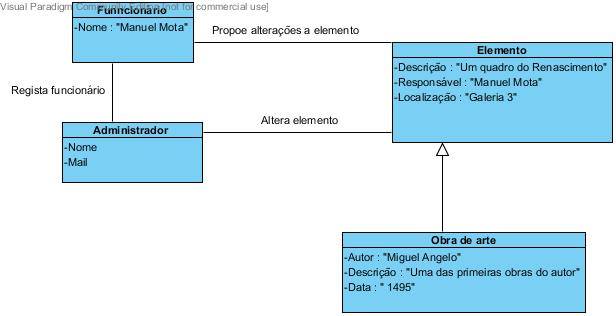 Visual Paradigm Community Edition [not for commercial use]
Funncionário
-Nome : "Manuel Mota"
Propoe alterações a elemento
Elemento
-Descrição : "Um quadro do Renascimento"
-Responsável : "Manuel Mota"
-Localização : "Galeria 3"
Regista funcionário
Altera elemento
Administrador
-Nome
-Mail
Obra de arte
-Autor : "Miguel Angelo"
-Descrição : "Uma das primeiras obras do autor"
-Data : " 1495"